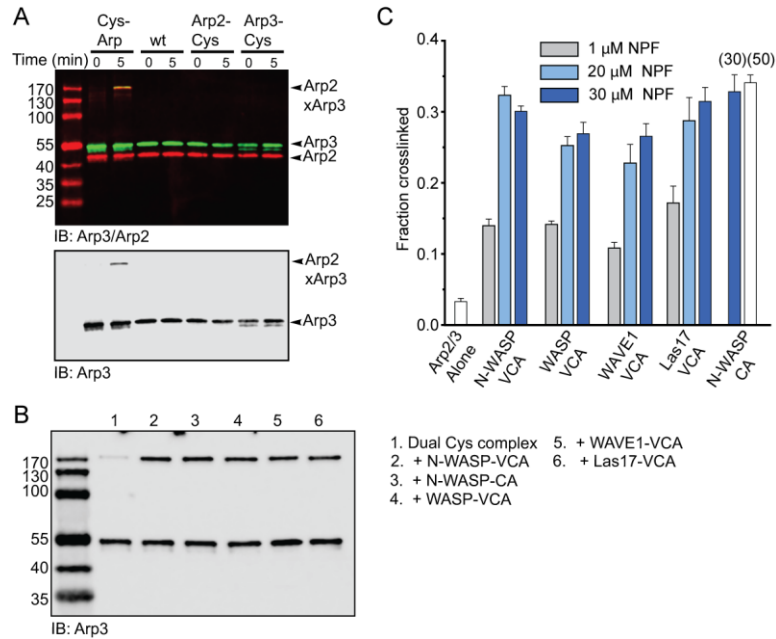 A
Cys-
Arp
wt
Arp2-
Cys
Arp3-
Cys
Time (min) 0 5 0 5 0 5 0 5
170
130
100
55
40
35
25
Arp2
xArp3
Arp3
Arp2
IB: Arp3/Arp2
Arp2
xArp3
Arp3
IB: Arp3
B
1 2 3 4 5 6
170
130
100
55
40
35
IB: Arp3
C
1 µM NPF
20 µM NPF
30 µM NPF
(30)(50)
Fraction crosslinked
0.4
0.3
0.2
0.1
0.0
Arp2/3
Alone
N-WASP
VCA
WASP
VCA
WAVE1
VCA
Las17
VCA
N-WASP
CA
1. Dual Cys complex
2. + N-WASP-VCA
3. + N-WASP-CA
4. + WASP-VCA
5. + WAVE1-VCA
6. + Las17-VCA